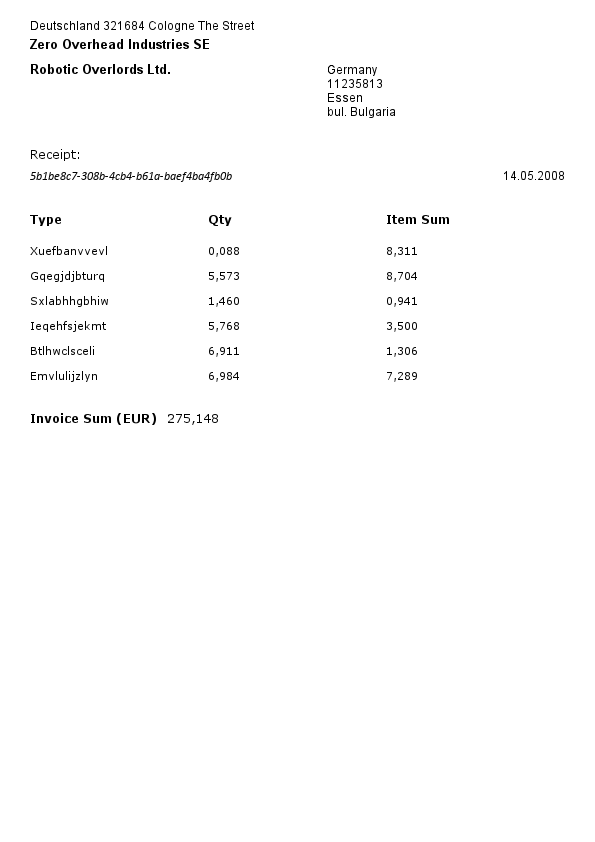 Deutschland 321684 Cologne The Street
Zero Overhead Industries SE
Robotic Overlords Ltd.
Germany
11235813
Essen
bul. Bulgaria
Receipt:
5b1be8c7-308b-4cb4-b61a-baef4ba4fb0b 14.05.2008
Type Qty Item Sum
Xuefbanvvevl 0,088 8,311
Gqegjdjbturq 5,573 8,704
Sxlabhhgbhiw 1,460 0,941
Ieqehfsjekmt 5,768 3,500
Btlhwclsceli 6,911 1,306
Emvlulijzlyn 6,984 7,289
Invoice Sum (EUR) 275,148